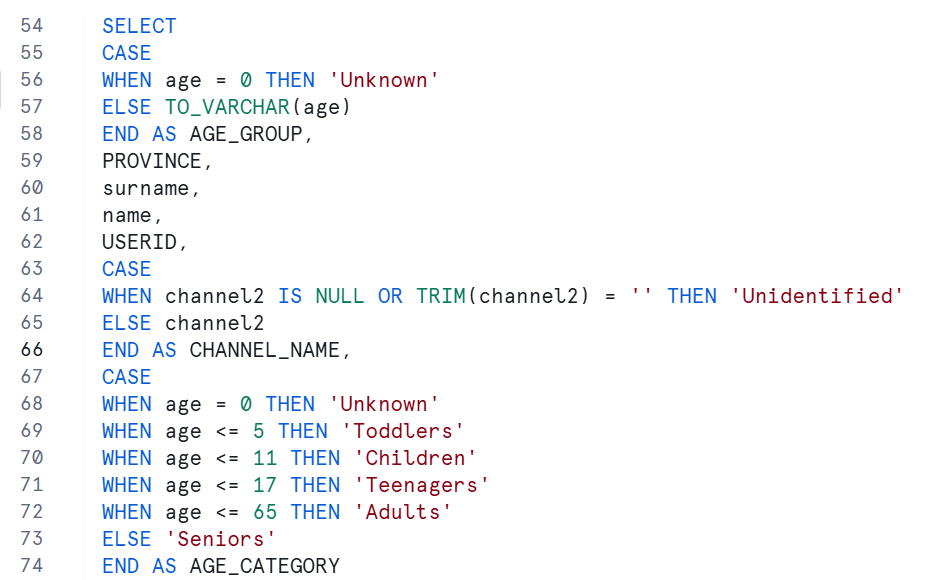 54 SELECT
55 CASE
56 WHEN age = 0 THEN 'Unknown'
57 ELSE TO_VARCHAR(age)
58 END AS AGE_GROUP,
59 PROVINCE,
60 surname,
61 name,
62 USERID,
63 CASE
64 WHEN channel2 IS NULL OR TRIM(channel2) = '' THEN 'Unidentified'
65 ELSE channel2
66 END AS CHANNEL_NAME,
67 CASE
68 WHEN age = 0 THEN 'Unknown'
69 WHEN age <= 5 THEN 'Toddlers'
70 WHEN age <= 11 THEN 'Children'
71 WHEN age <= 17 THEN 'Teenagers'
72 WHEN age <= 65 THEN 'Adults'
73 ELSE 'Seniors'
74 END AS AGE_CATEGORY